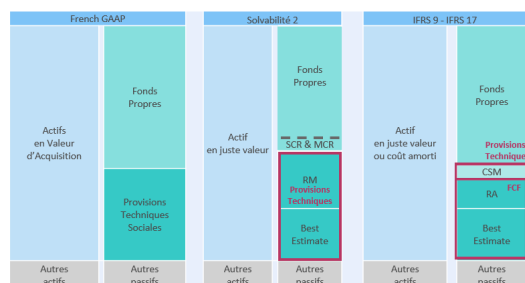 French GAAP
Actifs
en Valeur
d'Acquisition
Fonds
Propres
Provisions
Techniques
Sociales
Autres
actifs
Autres
passifs
Solvabilité 2
Actif
en juste valeur
Fonds
Propres
SCR & MCR
RM
Provisions
Techniques
Best
Estimate
Autres
actifs
Autres
passifs
IFRS 9 - IFRS 17
Actif
en juste valeur
ou coût amorti
Fonds
Propres
Provisions
Techniques
CSM
FCF
RA
Best
Estimate
Autres
actifs
Autres
passifs